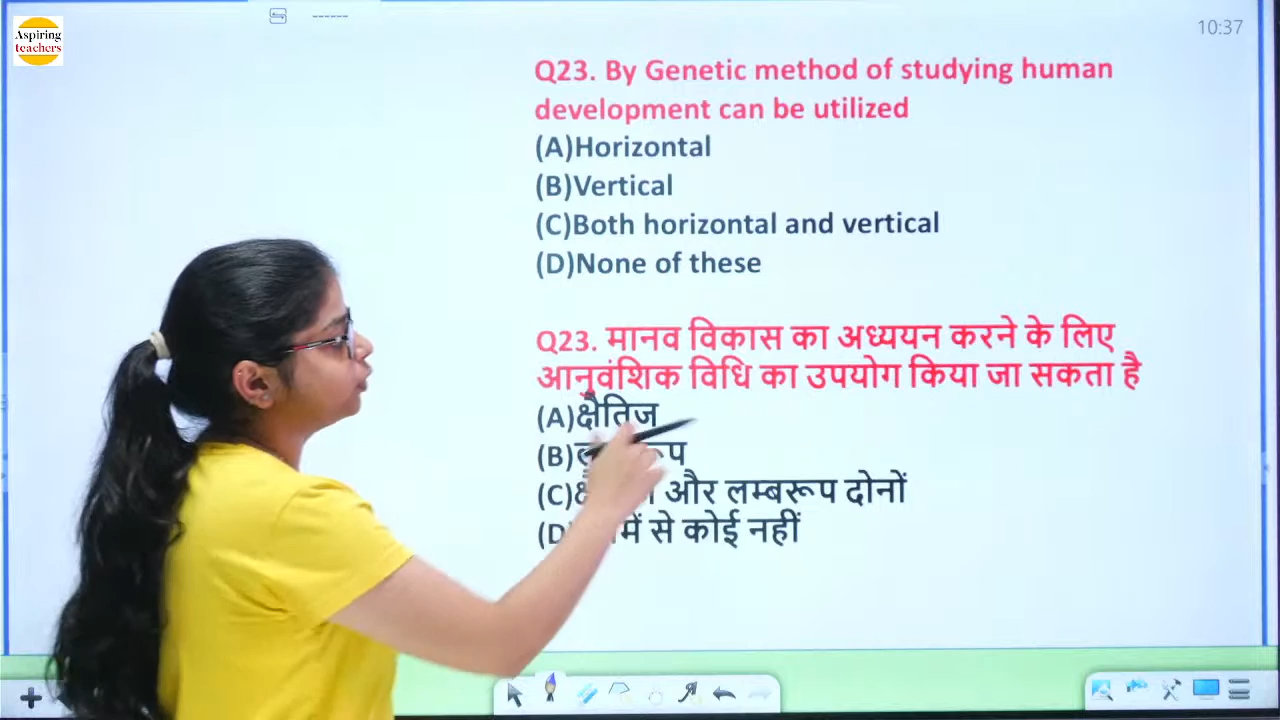 Aspiring
teachers
10:37
Q23. By Genetic method of studying human
development can be utilized
(A)Horizontal
(B)Vertical
(C)Both horizontal and vertical
(D)None of these
Q23. मानव विकास का अध्ययन करने के लिए
आनुवंशिक विधि का उपयोग किया जा सकता है
(A)क्षैतिज
(B)
(C) और लम्बरूप दोनों
(D) से कोई नहीं